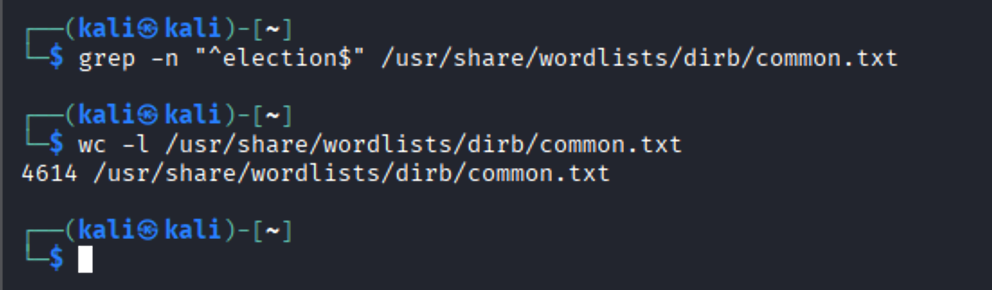 ┌──(kali㉿kali)-[~]
└─$ grep -n "^election$" /usr/share/wordlists/dirb/common.txt
┌──(kali㉿kali)-[~]
└─$ wc -l /usr/share/wordlists/dirb/common.txt
4614 /usr/share/wordlists/dirb/common.txt
┌──(kali㉿kali)-[~]
└─$